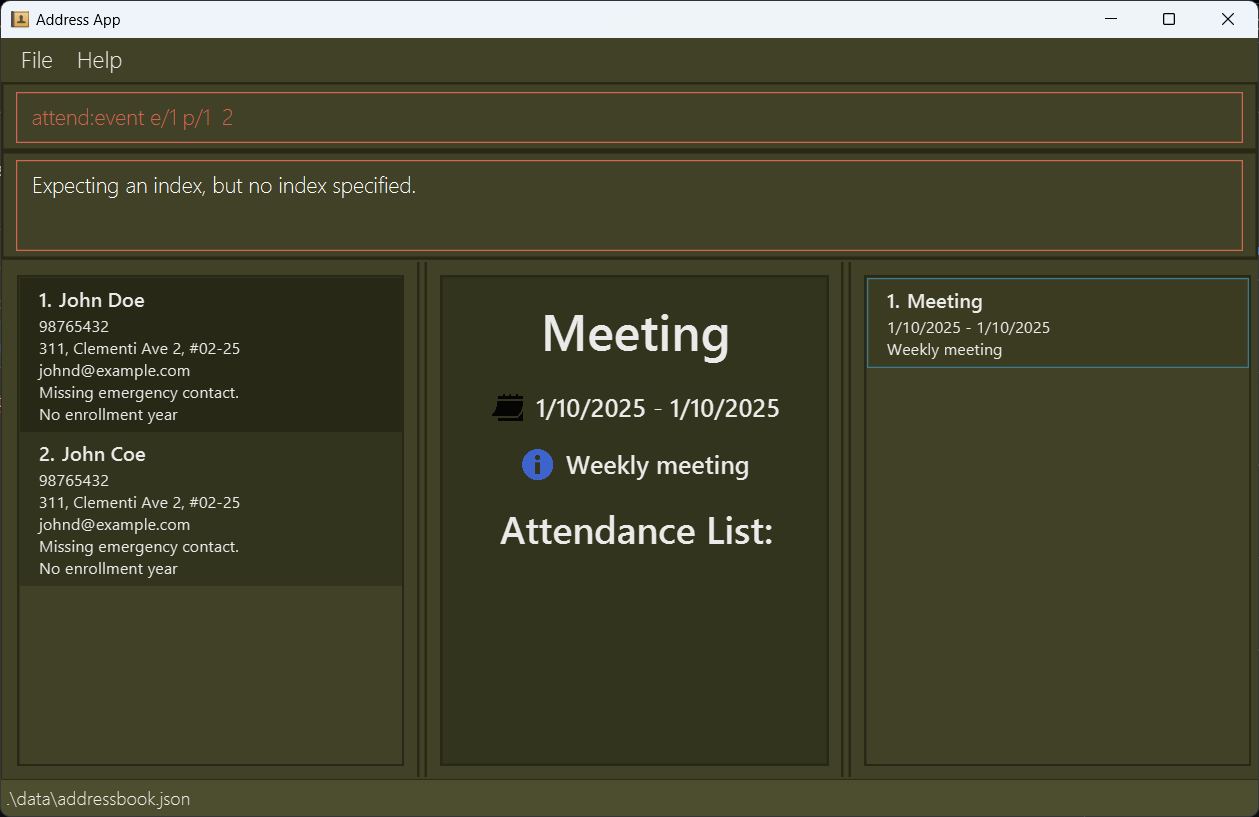 Address App
File Help
attend:event e/1 p/1  2
Expecting an index, but no index specified.
1. John Doe
98765432
311, Clementi Ave 2, #02-25
johnd@example.com
Missing emergency contact.
No enrollment year
2. John Coe
98765432
311, Clementi Ave 2, #02-25
johnd@example.com
Missing emergency contact.
No enrollment year
Meeting
1/10/2025 - 1/10/2025
Weekly meeting
Attendance List:
1. Meeting
1/10/2025 - 1/10/2025
Weekly meeting
.\data\addressbook.json